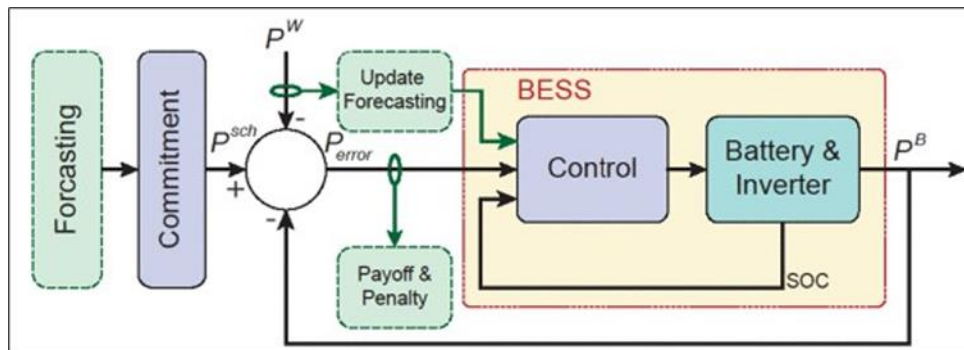 Forcasting
Commitment
P^W
-
Update
Forecasting
P^sch
+
-
P_error
Payoff &
Penalty
BESS
Control
Battery &
Inverter
SOC
P^B